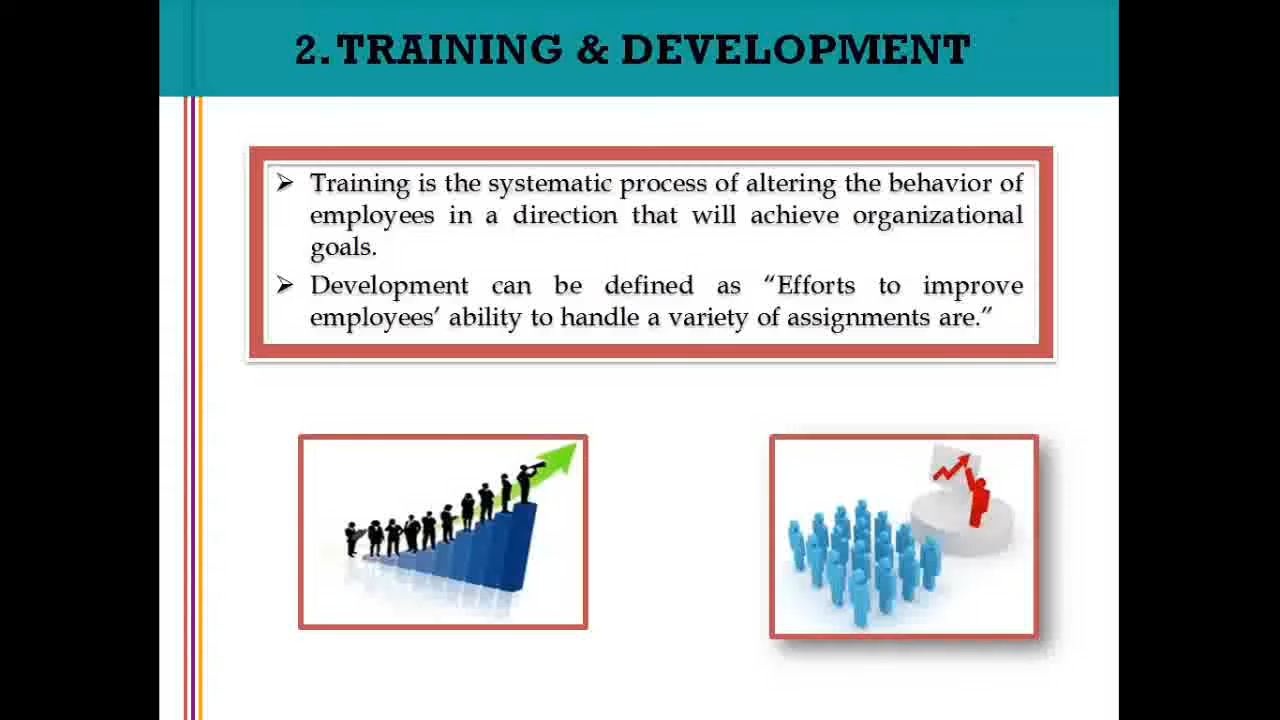 2. TRAINING & DEVELOPMENT
➢ Training is the systematic process of altering the behavior of
employees in a direction that will achieve organizational
goals.
➢ Development can be defined as “Efforts to improve
employees’ ability to handle a variety of assignments are.”